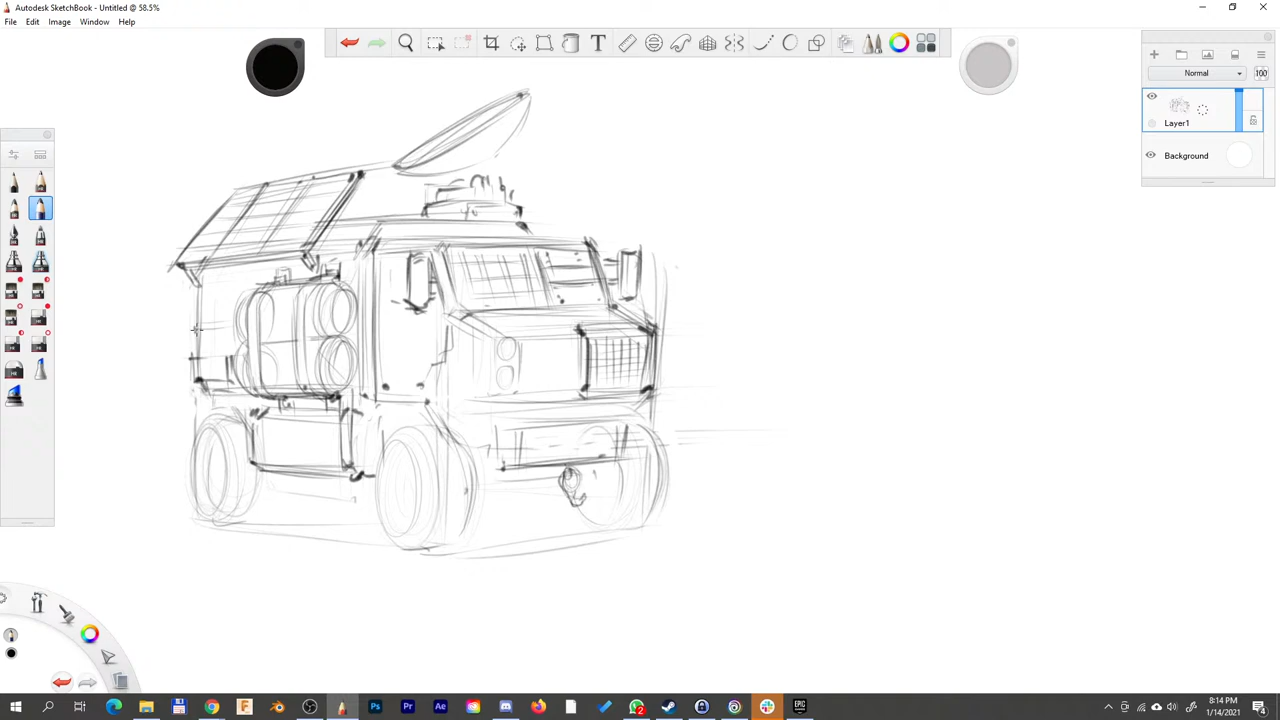 Autodesk SketchBook - Untitled @ 58.5%
File Edit Image Window Help
Normal 100
Layer1
Background
8:14 PM
1/14/2021